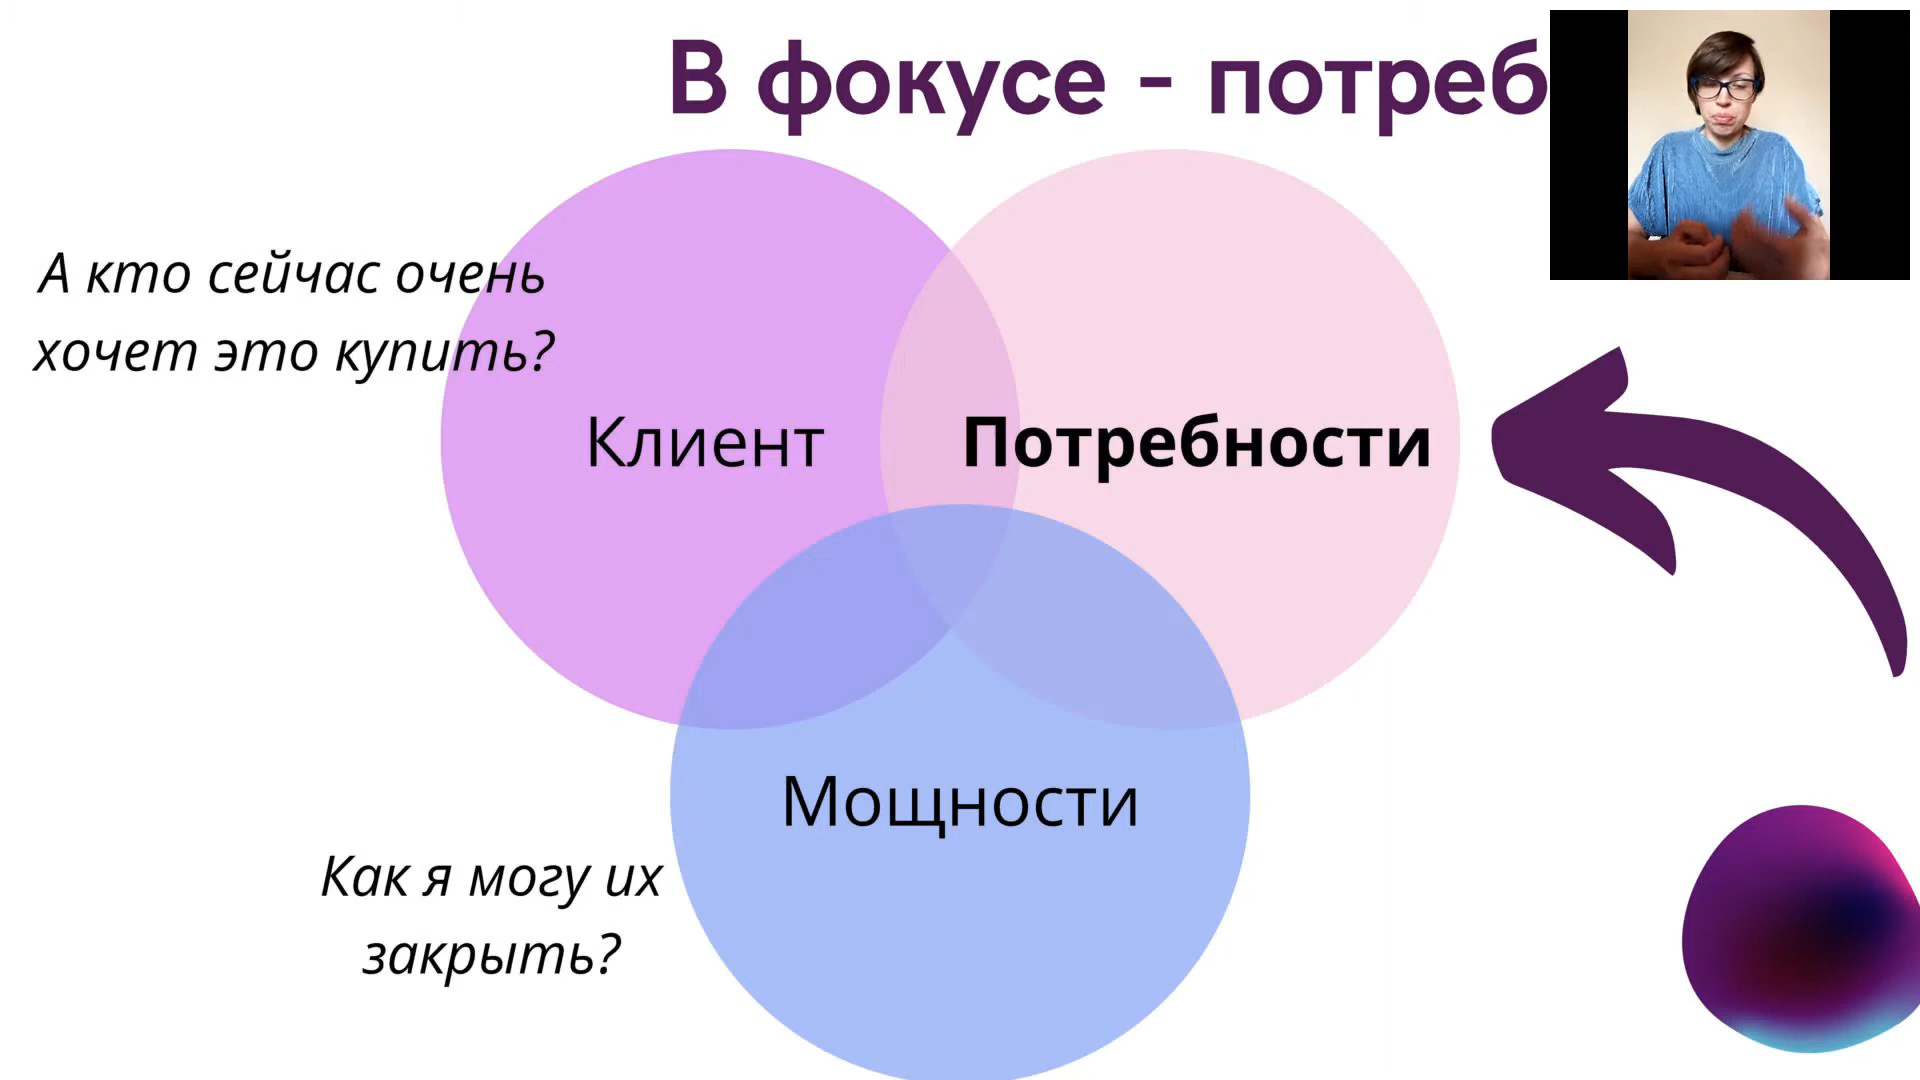 В фокусе - потреб
А кто сейчас очень
хочет это купить?
Клиент
Потребности
Мощности
Как я могу их
закрыть?